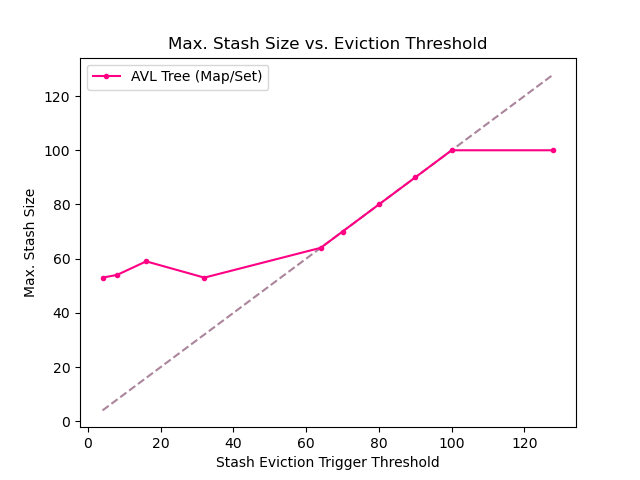 Max. Stash Size vs. Eviction Threshold
AVL Tree (Map/Set)
120
100
80
60
40
20
0
Max. Stash Size
0 20 40 60 80 100 120
Stash Eviction Trigger Threshold